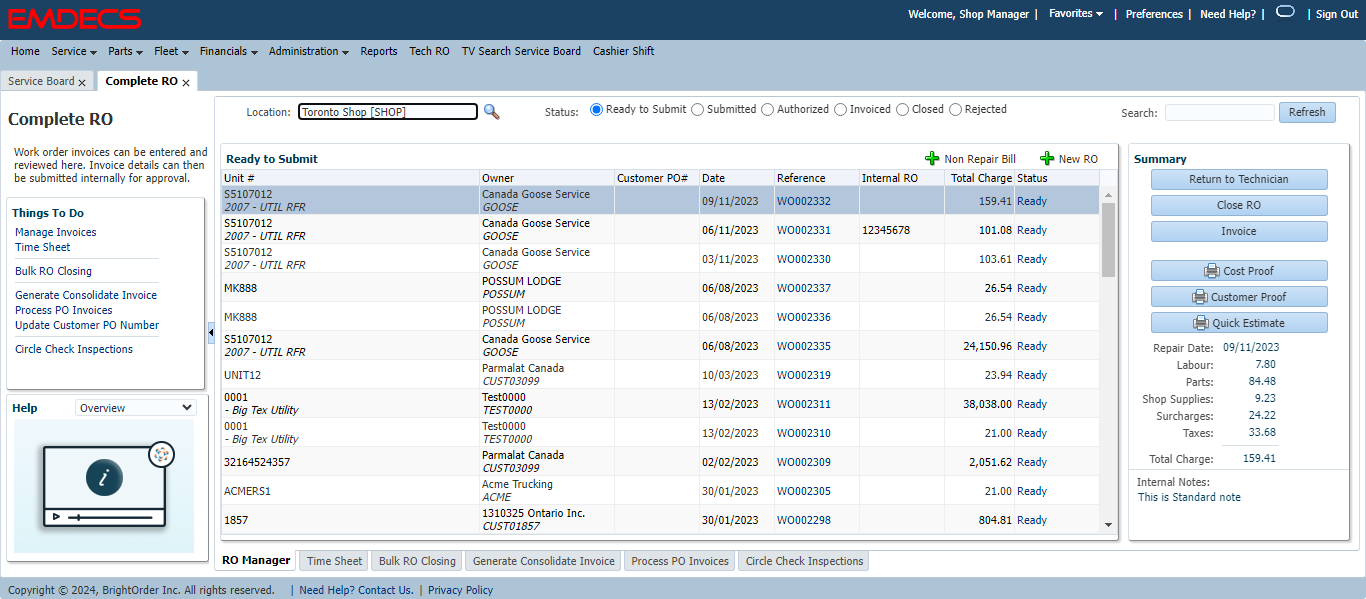 EMDECS
Welcome, Shop Manager | Favorites | Preferences | Need Help? | | Sign Out
Home Service Parts Fleet Financials Administration Reports Tech RO TV Search Service Board Cashier Shift
Service Board x Complete RO x
Complete RO
Work order invoices can be entered and
reviewed here. Invoice details can then
be submitted internally for approval.
Things To Do
Manage Invoices
Time Sheet
Bulk RO Closing
Generate Consolidate Invoice
Process PO Invoices
Update Customer PO Number
Circle Check Inspections
Help Overview
i
Location: Toronto Shop [SHOP] Status: Ready to Submit Submitted Authorized Invoiced Closed Rejected Search: Refresh
Ready to Submit Non Repair Bill New RO
Unit # Owner Customer PO# Date Reference Internal RO Total Charge Status
S5107012 Canada Goose Service
2007 - UTIL RFR GOOSE 09/11/2023 WO002332 159.41 Ready
S5107012 Canada Goose Service
2007 - UTIL RFR GOOSE 06/11/2023 WO002331 12345678 101.08 Ready
S5107012 Canada Goose Service
2007 - UTIL RFR GOOSE 03/11/2023 WO002330 103.61 Ready
MK888 POSSUM LODGE
POSSUM 06/08/2023 WO002337 26.54 Ready
MK888 POSSUM LODGE
POSSUM 06/08/2023 WO002336 26.54 Ready
S5107012 Canada Goose Service
2007 - UTIL RFR GOOSE 06/08/2023 WO002335 24,150.96 Ready
UNIT12 Parmalat Canada
CUST03099 10/03/2023 WO002319 23.94 Ready
0001 Test0000
- Big Tex Utility TEST0000 13/02/2023 WO002311 38,038.00 Ready
0001 Test0000
- Big Tex Utility TEST0000 13/02/2023 WO002310 21.00 Ready
32164524357 Parmalat Canada
CUST03099 02/02/2023 WO002309 2,051.62 Ready
ACMERS1 Acme Trucking
ACME 30/01/2023 WO002305 21.00 Ready
1857 1310325 Ontario Inc.
CUST01857 30/01/2023 WO002298 804.81 Ready
Summary
Return to Technician
Close RO
Invoice
Cost Proof
Customer Proof
Quick Estimate
Repair Date: 09/11/2023
Labour: 7.80
Parts: 84.48
Shop Supplies: 9.23
Surcharges: 24.22
Taxes: 33.68
Total Charge: 159.41
Internal Notes:
This is Standard note
RO Manager Time Sheet Bulk RO Closing Generate Consolidate Invoice Process PO Invoices Circle Check Inspections
Copyright © 2024, BrightOrder Inc. All rights reserved. | Need Help? Contact Us. | Privacy Policy